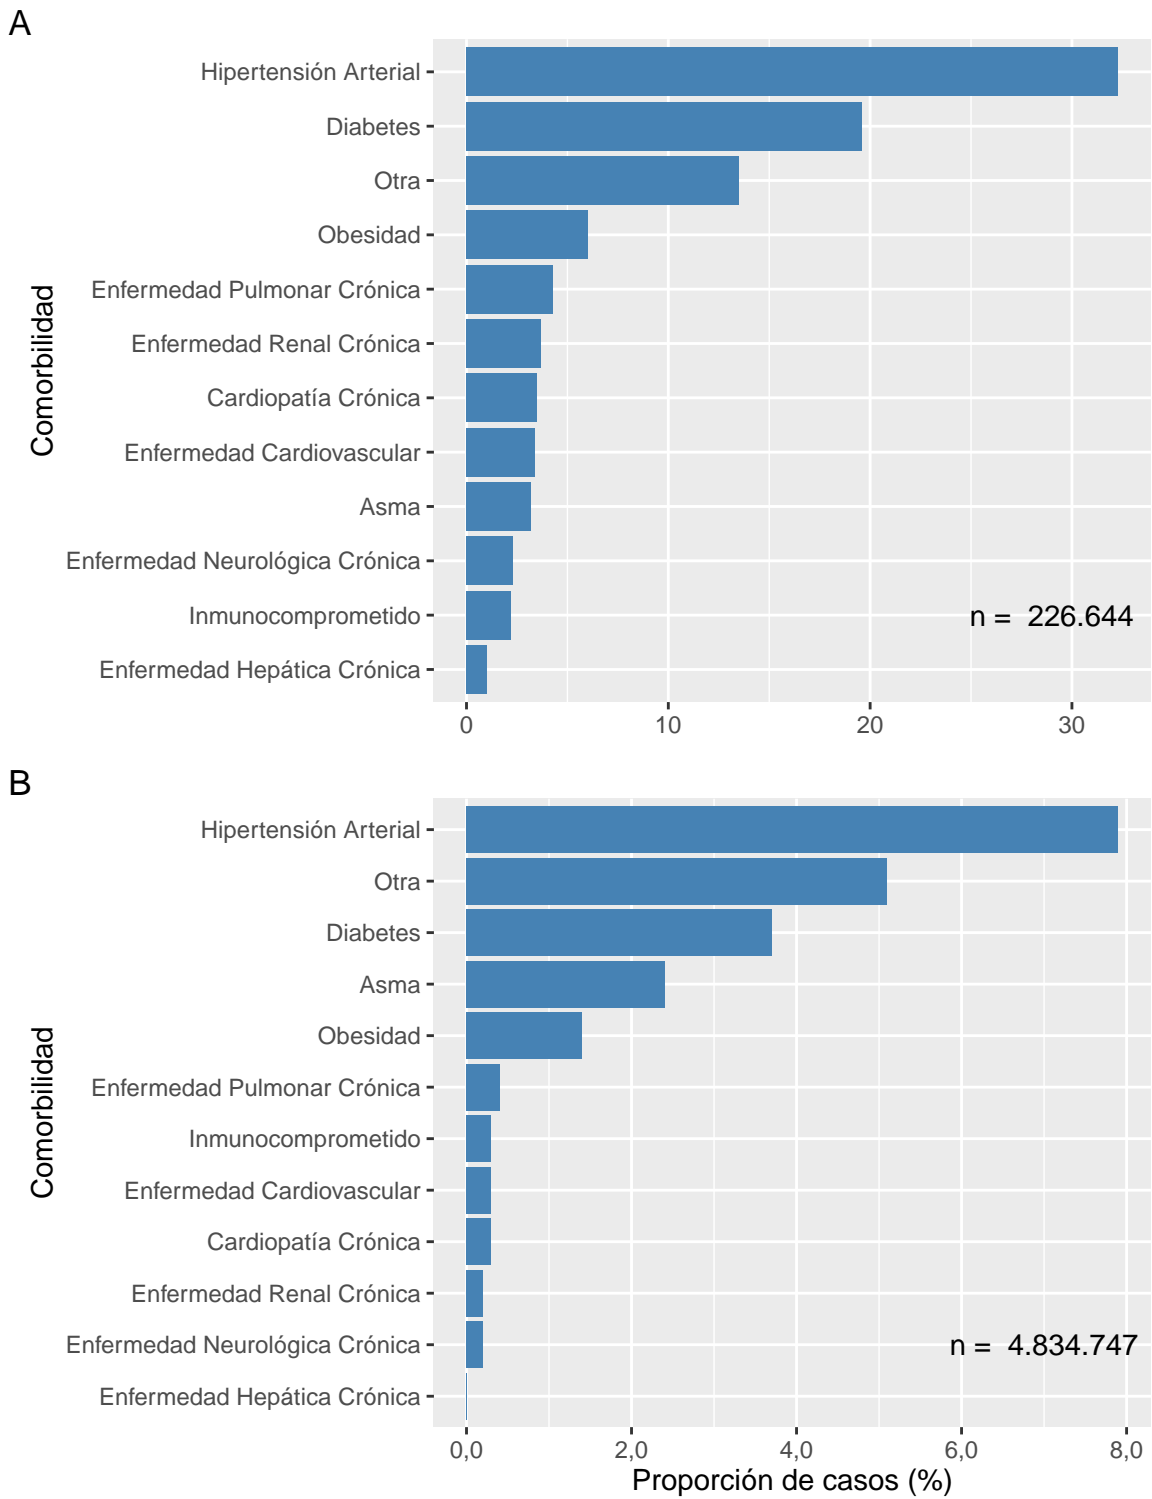 A
Hipertensión Arterial
Diabetes
Otra
Obesidad
Enfermedad Pulmonar Crónica
Enfermedad Renal Crónica
Cardiopatía Crónica
Enfermedad Cardiovascular
Asma
Enfermedad Neurológica Crónica
Inmunocomprometido
Enfermedad Hepática Crónica
Comorbilidad
n = 226.644
0 10 20 30
B
Hipertensión Arterial
Otra
Diabetes
Asma
Obesidad
Enfermedad Pulmonar Crónica
Inmunocomprometido
Enfermedad Cardiovascular
Cardiopatía Crónica
Enfermedad Renal Crónica
Enfermedad Neurológica Crónica
Enfermedad Hepática Crónica
Comorbilidad
n = 4.834.747
0,0 2,0 4,0 6,0 8,0
Proporción de casos (%)